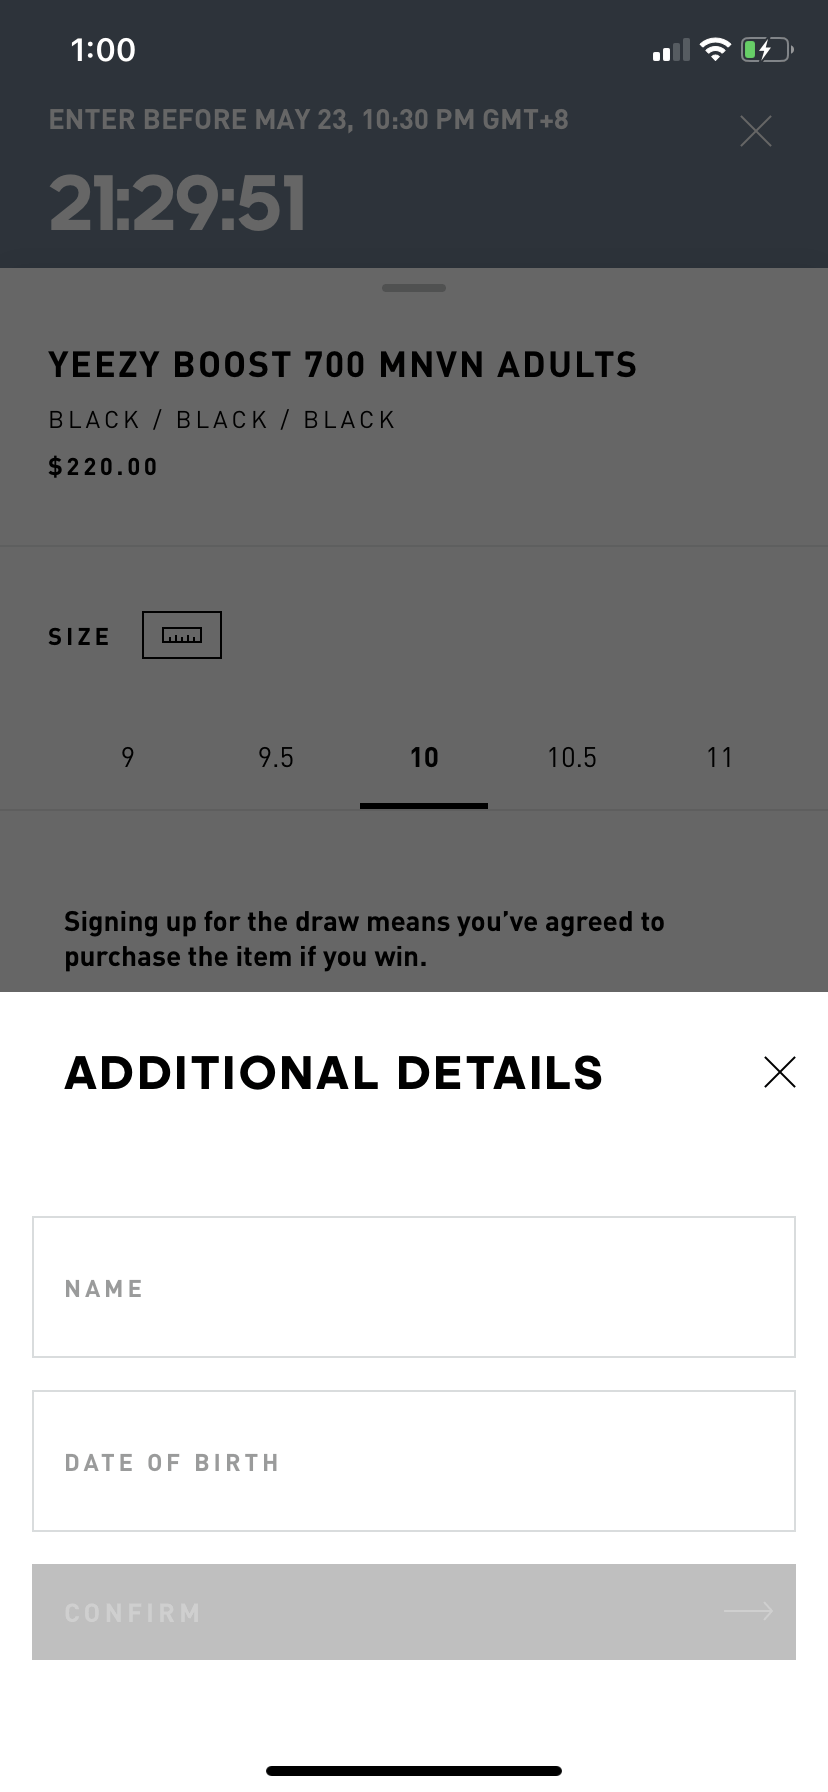 1:00
ENTER BEFORE MAY 23, 10:30 PM GMT+8
21:29:51
YEEZY BOOST 700 MNVN ADULTS
BLACK / BLACK / BLACK
$220.00
SIZE
9 9.5 10 10.5 11
Signing up for the draw means you’ve agreed to
purchase the item if you win.
ADDITIONAL DETAILS
NAME
DATE OF BIRTH
CONFIRM